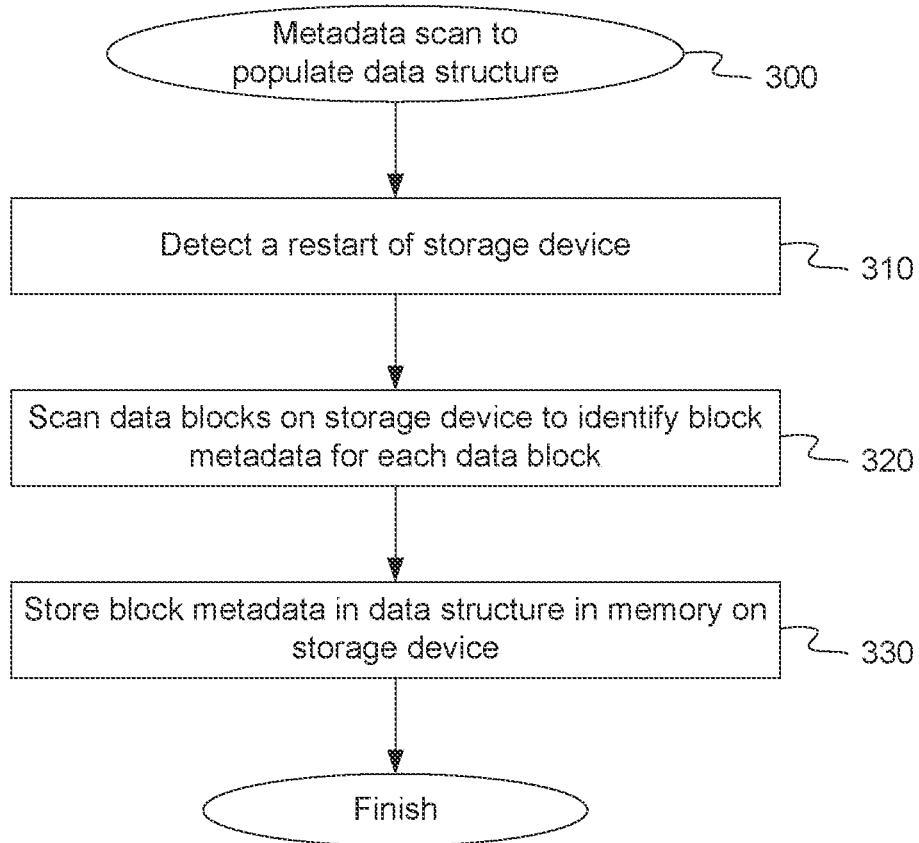 Metadata scan to
populate data structure
300
Detect a restart of storage device
310
Scan data blocks on storage device to identify block
metadata for each data block
320
Store block metadata in data structure in memory on
storage device
330
Finish